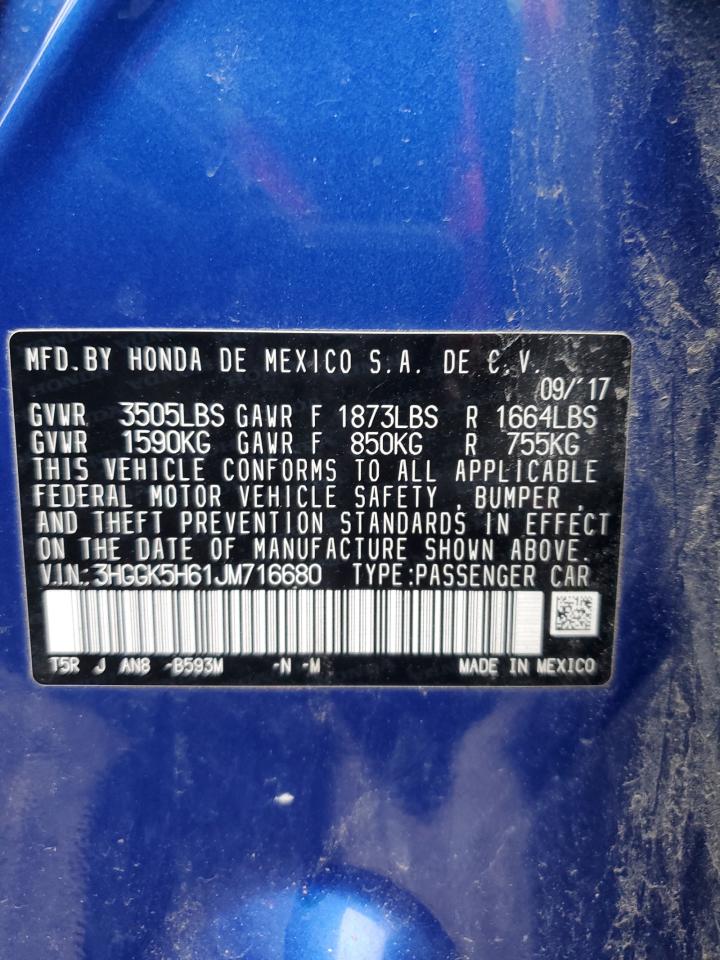 MFD.BY HONDA DE MEXICO S.A. DE C.V.
09/'17
GVWR 3505LBS GAWR F 1873LBS R 1664LBS
GVWR 1590KG GAWR F 850KG R 755KG
THIS VEHICLE CONFORMS TO ALL APPLICABLE
FEDERAL MOTOR VEHICLE SAFETY , BUMPER ,
AND THEFT PREVENTION STANDARDS IN EFFECT
ON THE DATE OF MANUFACTURE SHOWN ABOVE.
V.I.N.:3HGGK5H61JM716680 TYPE:PASSENGER CAR
T5R J AN8 -B593M -N -M MADE IN MEXICO